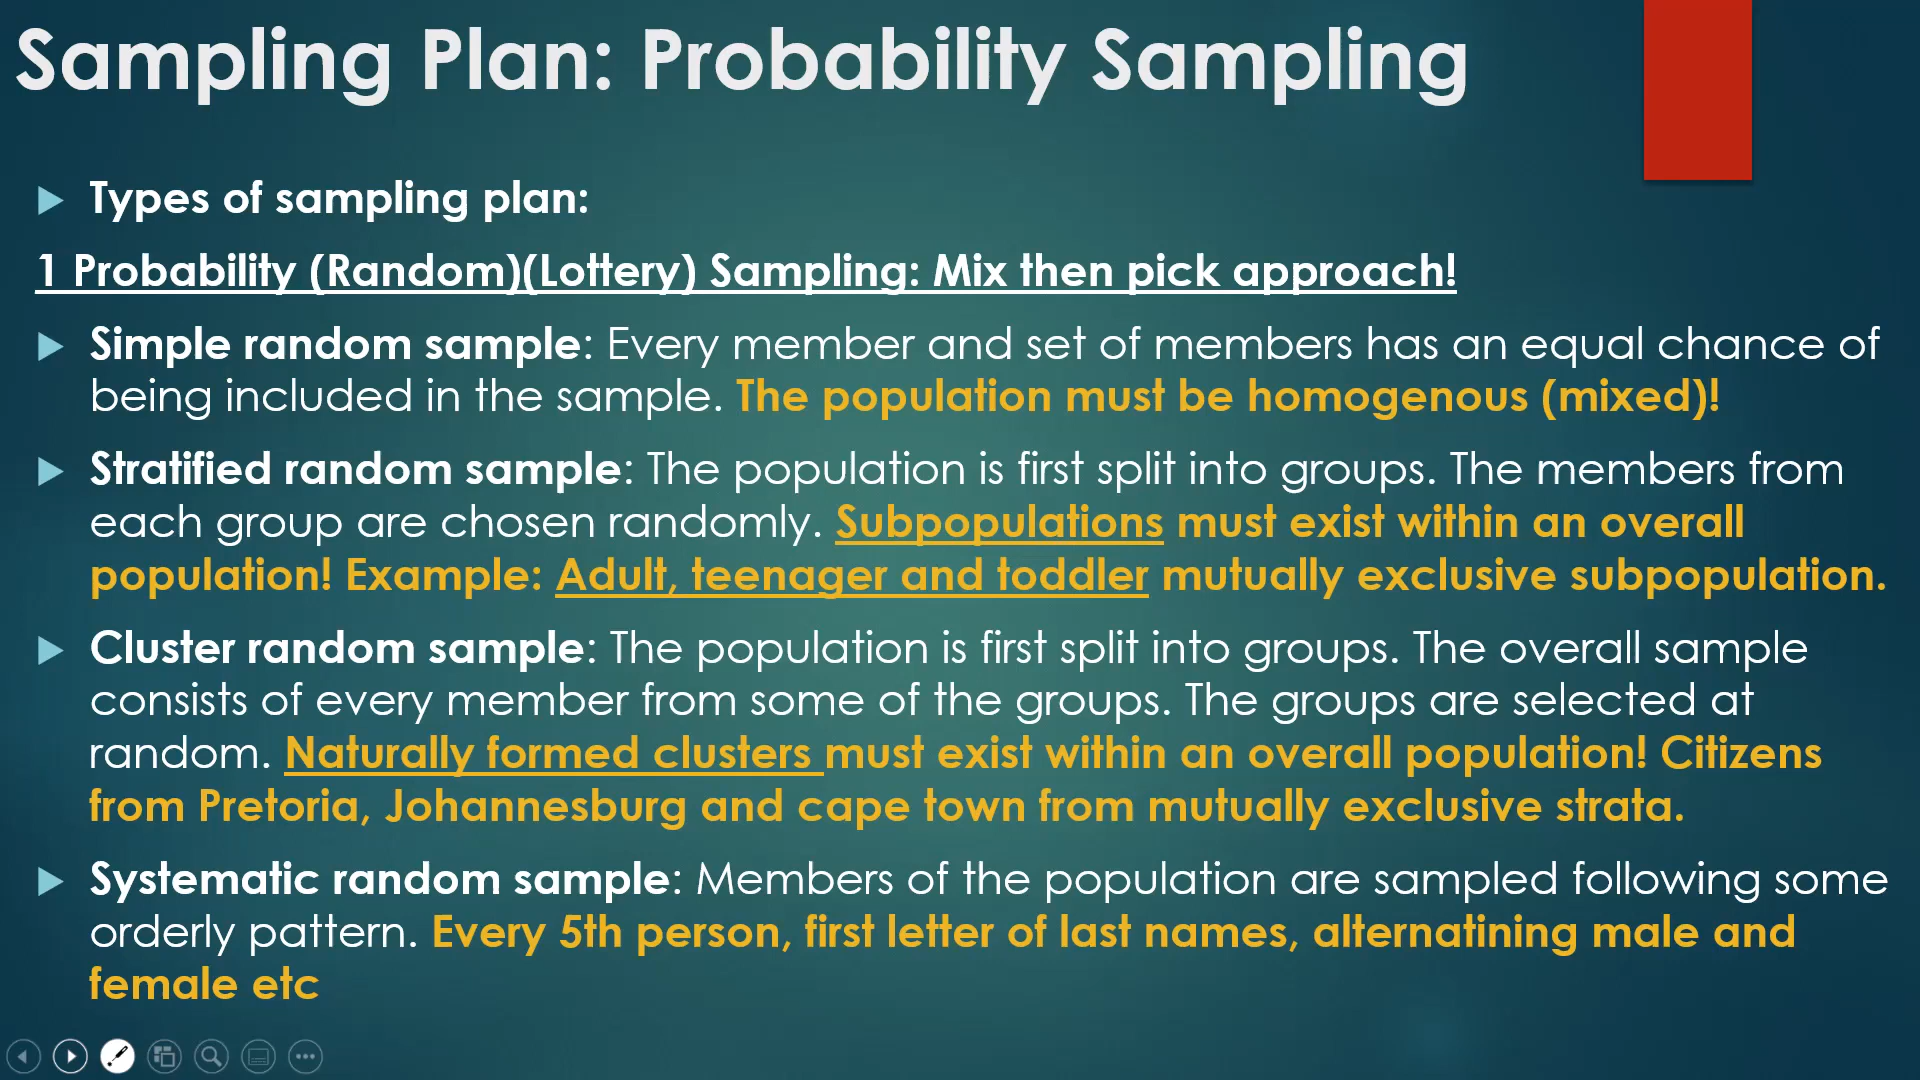 Sampling Plan: Probability Sampling
Types of sampling plan:
1 Probability (Random)(Lottery) Sampling: Mix then pick approach!
Simple random sample: Every member and set of members has an equal chance of
being included in the sample. The population must be homogenous (mixed)!
Stratified random sample: The population is first split into groups. The members from
each group are chosen randomly. Subpopulations must exist within an overall
population! Example: Adult, teenager and toddler mutually exclusive subpopulation.
Cluster random sample: The population is first split into groups. The overall sample
consists of every member from some of the groups. The groups are selected at
random. Naturally formed clusters must exist within an overall population! Citizens
from Pretoria, Johannesburg and cape town from mutually exclusive strata.
Systematic random sample: Members of the population are sampled following some
orderly pattern. Every 5th person, first letter of last names, alternatining male and
female etc